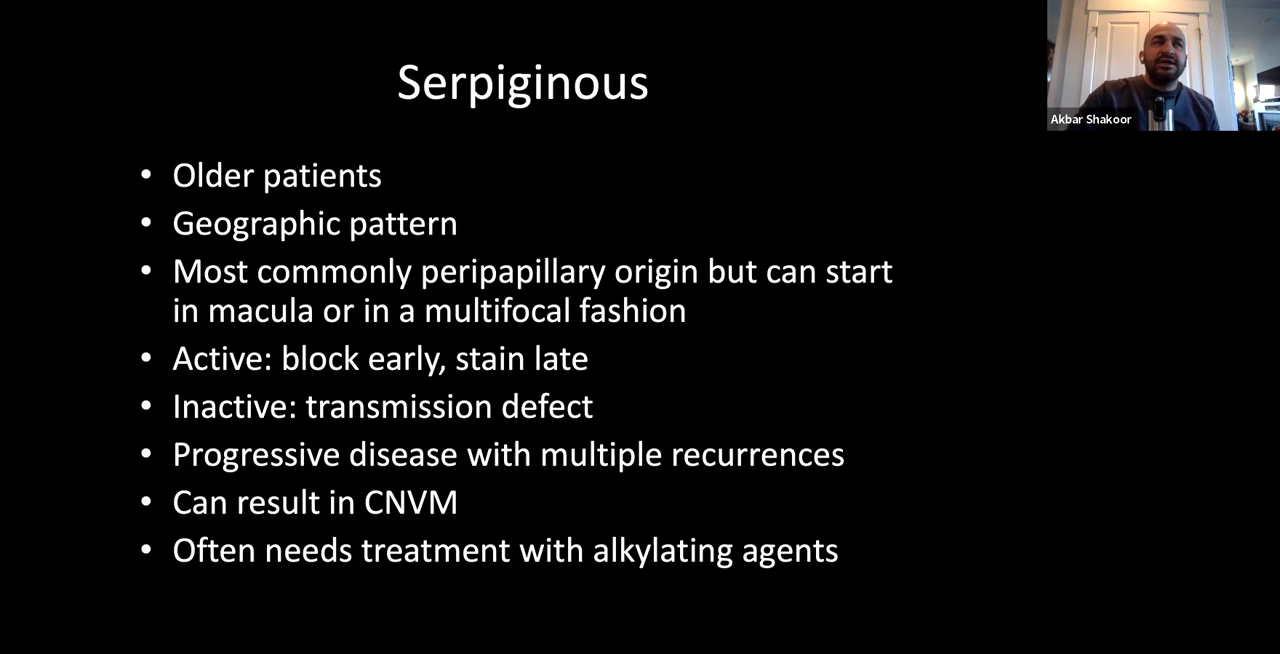 Serpiginous
Akbar Shakoor
• Older patients
• Geographic pattern
• Most commonly peripapillary origin but can start
in macula or in a multifocal fashion
• Active: block early, stain late
• Inactive: transmission defect
• Progressive disease with multiple recurrences
• Can result in CNVM
• Often needs treatment with alkylating agents